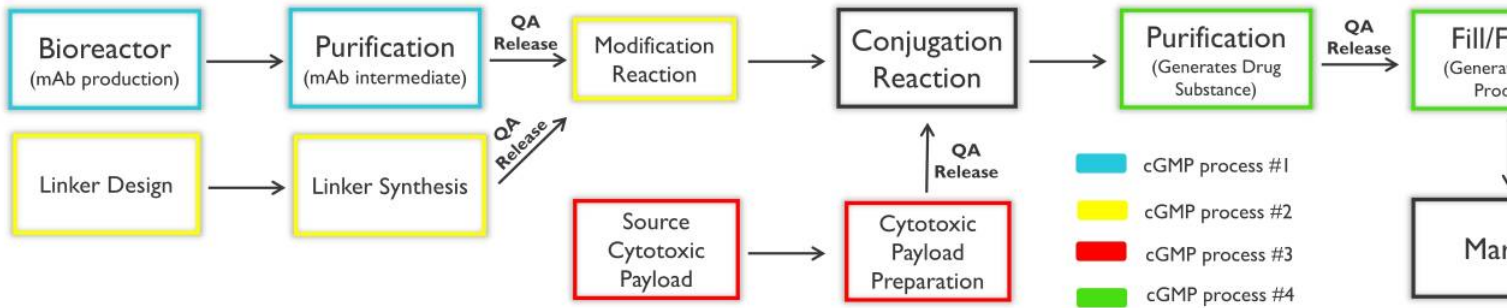 Bioreactor
(mAb production)
Purification
(mAb intermediate)
QA
Release
Modification
Reaction
Conjugation
Reaction
Purification
(Generates Drug
Substance)
QA
Release
Linker Design
Linker Synthesis
QA
Release
Source
Cytotoxic
Payload
Cytotoxic
Payload
Preparation
QA
Release
cGMP process #1
cGMP process #2
cGMP process #3
cGMP process #4